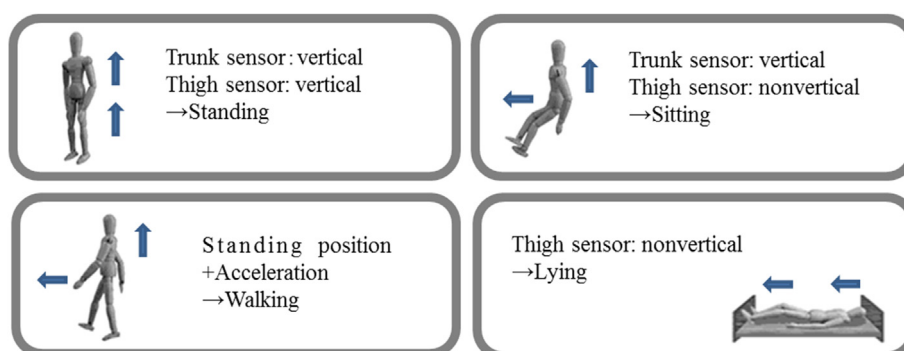 Trunk sensor: vertical
Thigh sensor: vertical
→Standing
Trunk sensor: vertical
Thigh sensor: nonvertical
→Sitting
Standing position
+Acceleration
→Walking
Thigh sensor: nonvertical
→Lying